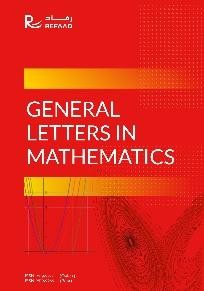 رماد
REFAAD
GENERAL
LETTERS IN
MATHEMATICS